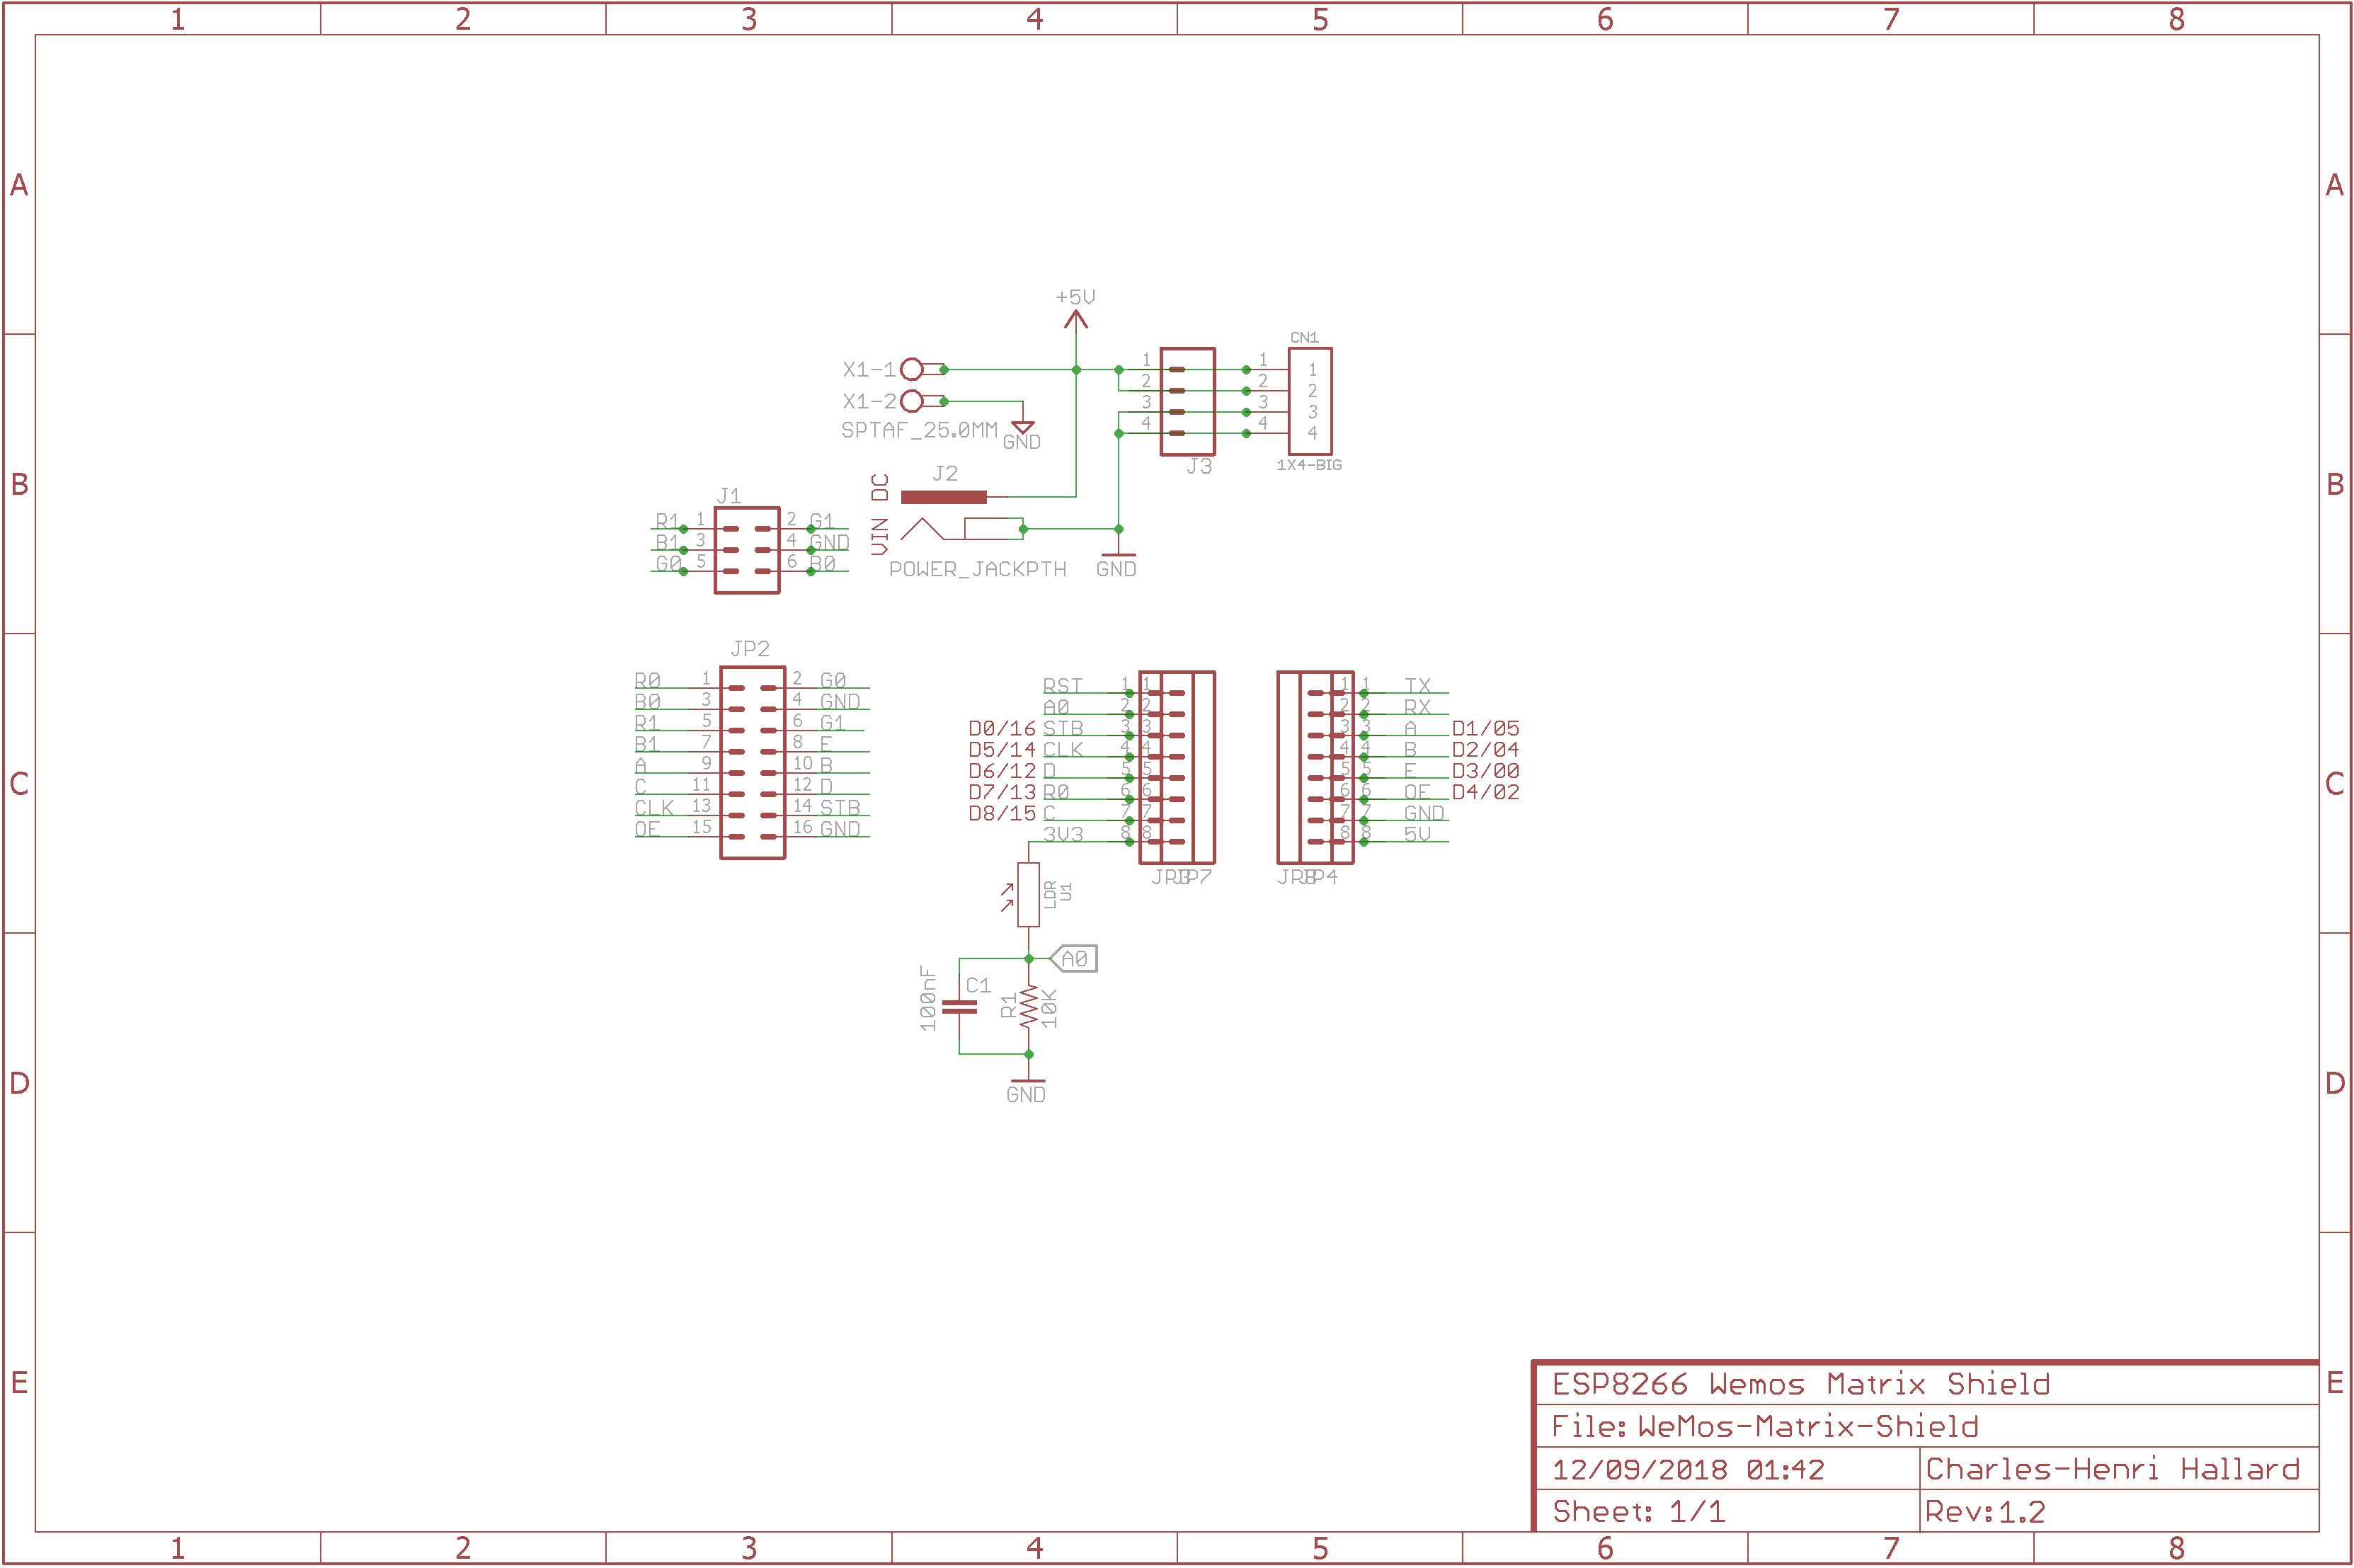 1 2 3 4 5 6 7 8
A A
+5V
CN1
X1-1 1 1 1
2 2 2
X1-2 3 3 3
SPTAF_25.0MM GND 4 4 4
J3 1X4-BIG
B B
J2
VIN DC
POWER_JACKPTH GND
J1
R1 1 2 G1
B1 3 4 GND
G0 5 6 B0
JP2
R0 1 2 G0
B0 3 4 GND
R1 5 6 G1
B1 7 8 E
A 9 10 B
C 11 12 D
CLK 13 14 STB
OE 15 16 GND
RST 1 1 1 1 TX
A0 2 2 2 2 RX
D0/16 STB 3 3 3 3 A D1/05
D5/14 CLK 4 4 4 4 B D2/04
D6/12 D 5 5 5 5 E D3/00
D7/13 R0 6 6 6 6 OE D4/02
D8/15 C 7 7 7 7 GND
3V3 8 8 8 8 5V
JP3 JP7 JP8 JP4
C C
LDR
U1
A0
100nF C1 R1 10K
GND
D D
E E
ESP8266 Wemos Matrix Shield
File: WeMos-Matrix-Shield
12/09/2018 01:42 Charles-Henri Hallard
Sheet: 1/1 Rev:1.2
1 2 3 4 5 6 7 8